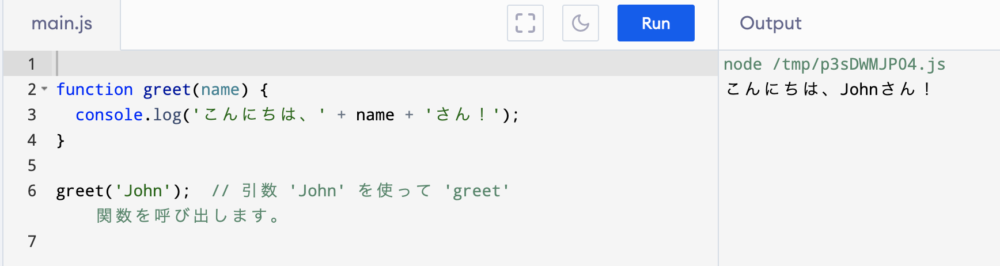 main.js
Run
Output
1
2 function greet(name) {
3 console.log('こんにちは、' + name + 'さん！');
4 }
5
6 greet('John');  // 引数 'John' を使って 'greet'
関数を呼び出します。
7
node /tmp/p3sDWMJP04.js
こんにちは、Johnさん！